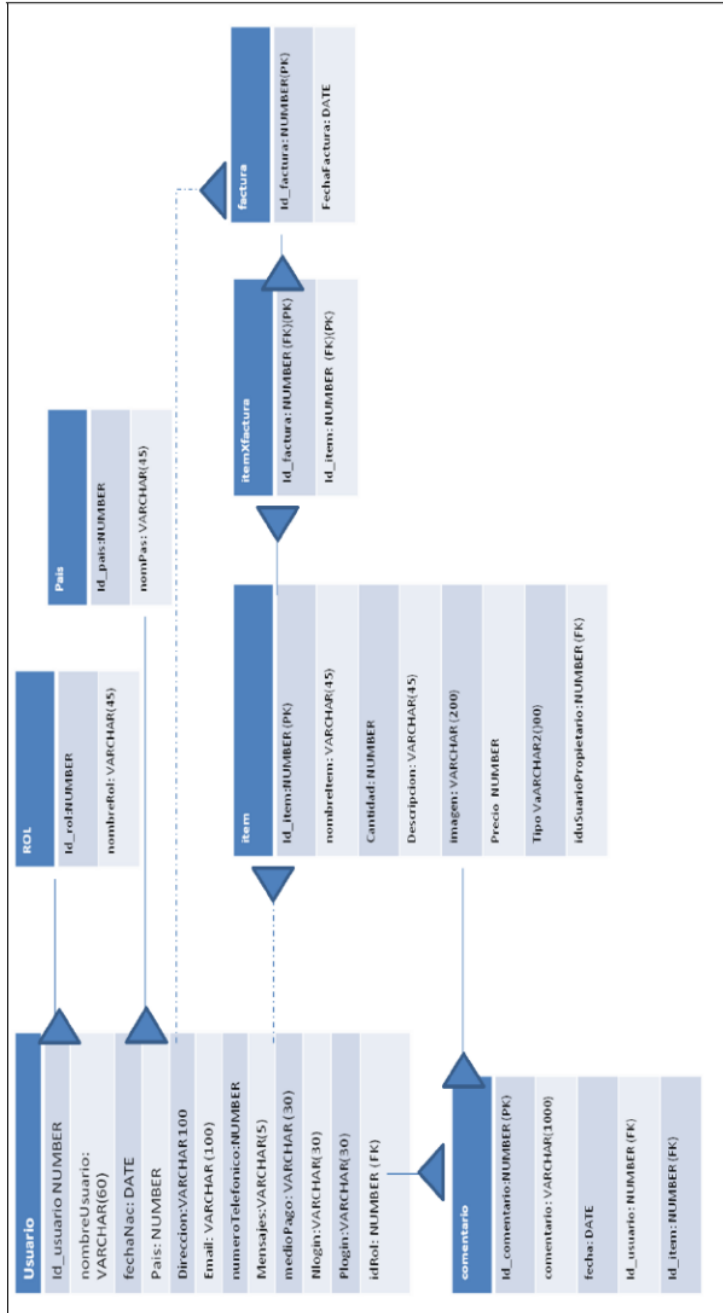 Usuario
Id_usuario NUMBER
nombreUsuario:
VARCHAR(60)
fechaNac: DATE
Pais: NUMBER
Direccion:VARCHAR 100
Email: VARCHAR (100)
numeroTelefonico:NUMBER
Mensajes:VARCHAR(5)
medioPago: VARCHAR (30)
Nlogin:VARCHAR(30)
Plogin:VARCHAR(30)
idRol: NUMBER (FK)
ROL
Id_rol:NUMBER
nombreRol: VARCHAR(45)
Pais
Id_pais:NUMBER
nomPas: VARCHAR(45)
comentario
Id_comentario:NUMBER (PK)
comentario: VARCHAR(1000)
fecha: DATE
Id_usuario: NUMBER (FK)
Id_item: NUMBER (FK)
item
Id_item:NUMBER (PK)
nombreItem: VARCHAR(45)
Cantidad: NUMBER
Descripcion: VARCHAR(45)
imagen: VARCHAR (200)
Precio NUMBER
Tipo VaARCHAR2()00)
iduSuarioPropietario: NUMBER (FK)
itemXfactura
Id_factura: NUMBER (FK)(PK)
Id_item: NUMBER (FK)(PK)
factura
Id_factura: NUMBER(PK)
FechaFactura: DATE